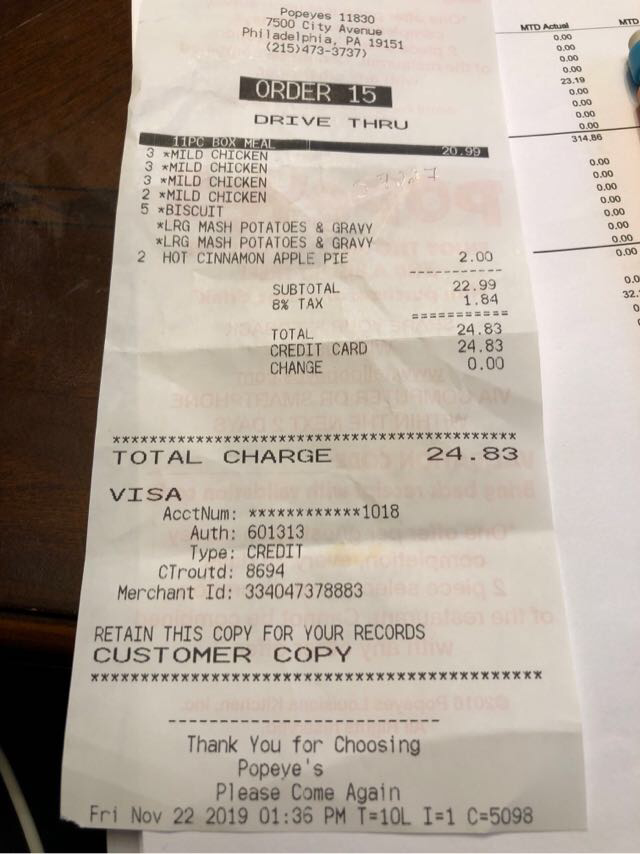 Popeyes 11830
7500 City Avenue
Philadelphia, PA 19151
(215)473-3737)
ORDER 15
DRIVE THRU
11PC BOX MEAL 20.99
3 *MILD CHICKEN
3 *MILD CHICKEN
3 *MILD CHICKEN
2 *MILD CHICKEN
5 *BISCUIT
*LRG MASH POTATOES & GRAVY
*LRG MASH POTATOES & GRAVY
2 HOT CINNAMON APPLE PIE 2.00
------------
SUBTOTAL 22.99
8% TAX 1.84
============
TOTAL 24.83
CREDIT CARD 24.83
CHANGE 0.00
********************************************
TOTAL CHARGE 24.83
VISA
AcctNum: ************1018
Auth: 601313
Type: CREDIT
CTroutd: 8694
Merchant Id: 334047378883
RETAIN THIS COPY FOR YOUR RECORDS
CUSTOMER COPY
********************************************
----------------------------
Thank You for Choosing
Popeye's
Please Come Again
Fri Nov 22 2019 01:36 PM T=10L I=1 C=5098
MTD Actual MTD
0.00
0.00
0.00
23.19
0.00
0.00
0.00
0.00
314.86
0.00
0.00
0.00
0.00
0.00
0.00
0.00
0.00